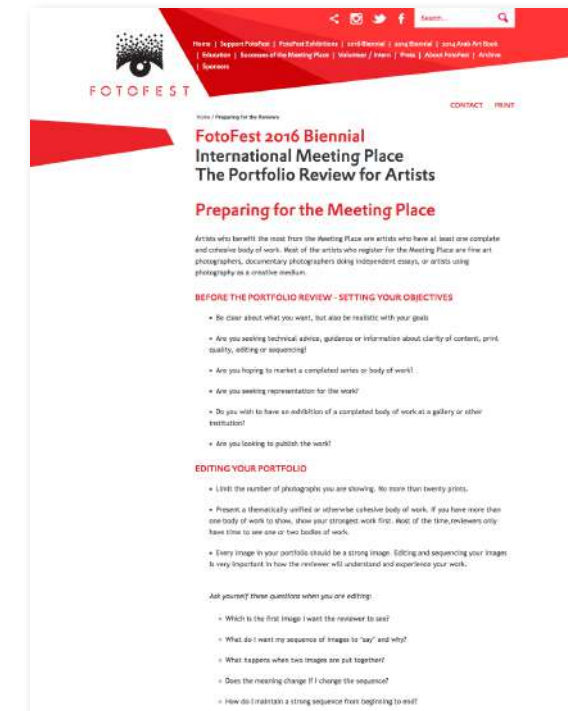 Search...
Home | Support FotoFest | FotoFest Exhibitions | 2016 Biennial | 2014 Biennial | 2014 Arab Art Book
| Education | Successes of the Meeting Place | Volunteer / Intern | Press | About FotoFest | Archive
| Sponsors
FOTOFEST
CONTACT PRINT
Home / Preparing for the Reviews
FotoFest 2016 Biennial
International Meeting Place
The Portfolio Review for Artists
Preparing for the Meeting Place
Artists who benefit the most from the Meeting Place are artists who have at least one complete
and cohesive body of work. Most of the artists who register for the Meeting Place are fine art
photographers, documentary photographers doing independent essays, or artists using
photography as a creative medium.
BEFORE THE PORTFOLIO REVIEW - SETTING YOUR OBJECTIVES
• Be clear about what you want, but also be realistic with your goals
• Are you seeking technical advice, guidance or information about clarity of content, print
quality, editing or sequencing?
• Are you hoping to market a completed series or body of work?
• Are you seeking representation for the work?
• Do you wish to have an exhibition of a completed body of work at a gallery or other
institution?
• Are you looking to publish the work?
EDITING YOUR PORTFOLIO
• Limit the number of photographs you are showing. No more than twenty prints.
• Present a thematically unified or otherwise cohesive body of work. If you have more than
one body of work to show, show your strongest work first. Most of the time,reviewers only
have time to see one or two bodies of work.
• Every image in your portfolio should be a strong image. Editing and sequencing your images
is very important in how the reviewer will understand and experience your work.
Ask yourself these questions when you are editing:
• Which is the first image I want the reviewer to see?
• What do I want my sequence of images to "say" and why?
• What happens when two images are put together?
• Does the meaning change if I change the sequence?
• How do I maintain a strong sequence from beginning to end?